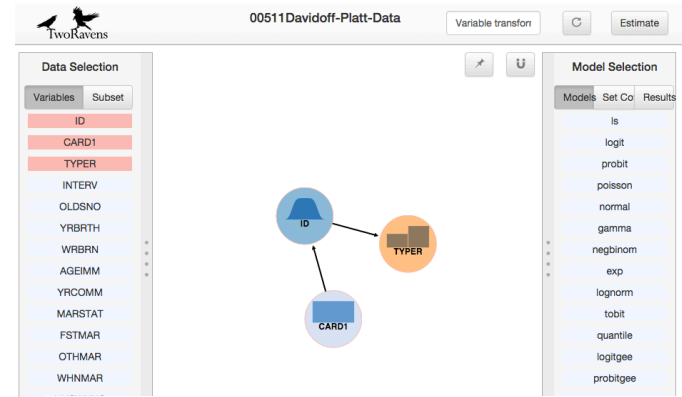 TwoRavens
00511Davidoff-Platt-Data
Variable transforn
Estimate
Data Selection
Variables
Subset
ID
CARD1
TYPER
INTERV
OLDSNO
YRBRTH
WRBRN
AGEIMM
YRCOMM
MARSTAT
FSTMAR
OTHMAR
WHNMAR
ID
TYPER
CARD1
Model Selection
Models
Set Co
Results
ls
logit
probit
poisson
normal
gamma
negbinom
exp
lognorm
tobit
quantile
logitgee
probitgee